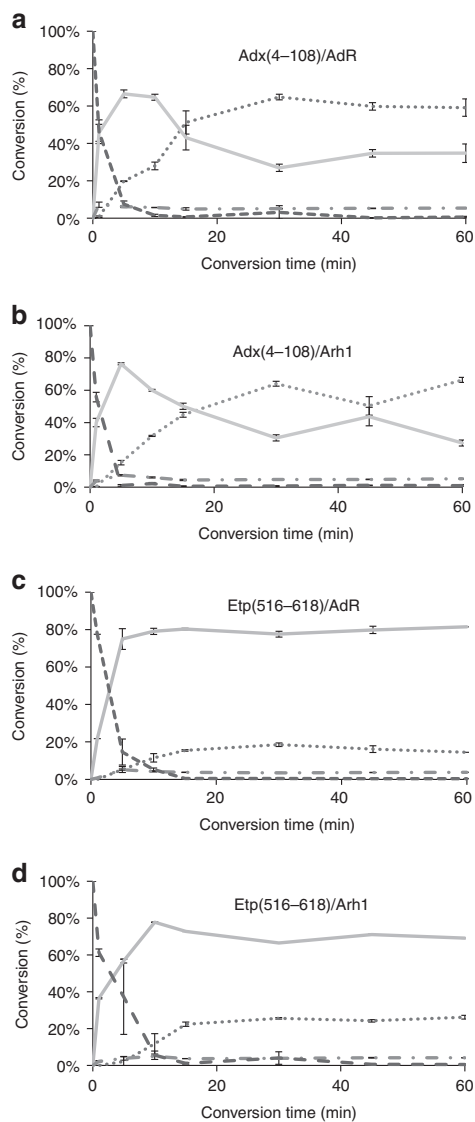 a
Adx(4–108)/AdR
Conversion (%)
100%
80%
60%
40%
20%
0%
0 20 40 60
Conversion time (min)
b
Adx(4–108)/Arh1
Conversion (%)
100%
80%
60%
40%
20%
0%
0 20 40 60
Conversion time (min)
c
Etp(516–618)/AdR
Conversion (%)
100%
80%
60%
40%
20%
0%
0 20 40 60
Conversion time (min)
d
Etp(516–618)/Arh1
Conversion (%)
100%
80%
60%
40%
20%
0%
0 20 40 60
Conversion time (min)